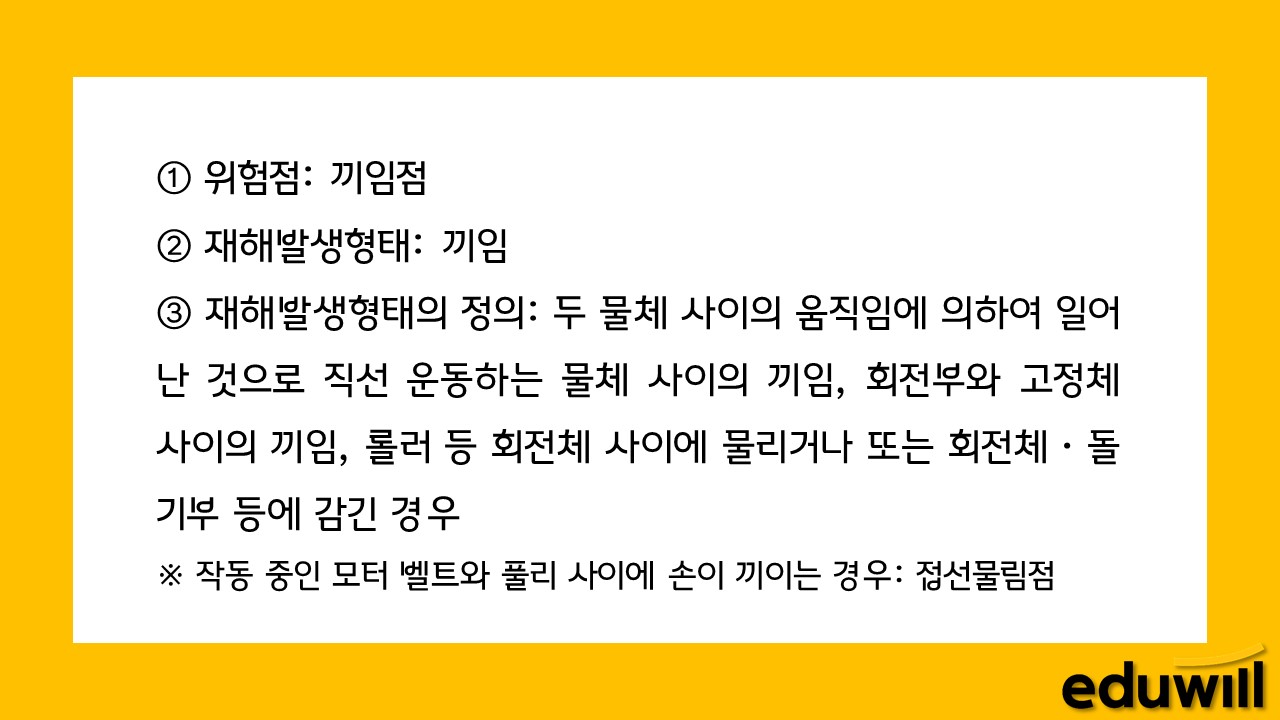 ① 위험점: 끼임점
② 재해발생형태: 끼임
③ 재해발생형태의 정의: 두 물체 사이의 움직임에 의하여 일어
난 것으로 직선 운동하는 물체 사이의 끼임, 회전부와 고정체
사이의 끼임, 롤러 등 회전체 사이에 물리거나 또는 회전체·돌
기부 등에 감긴 경우
※ 작동 중인 모터 벨트와 풀리 사이에 손이 끼이는 경우: 접선물림점
eduwill